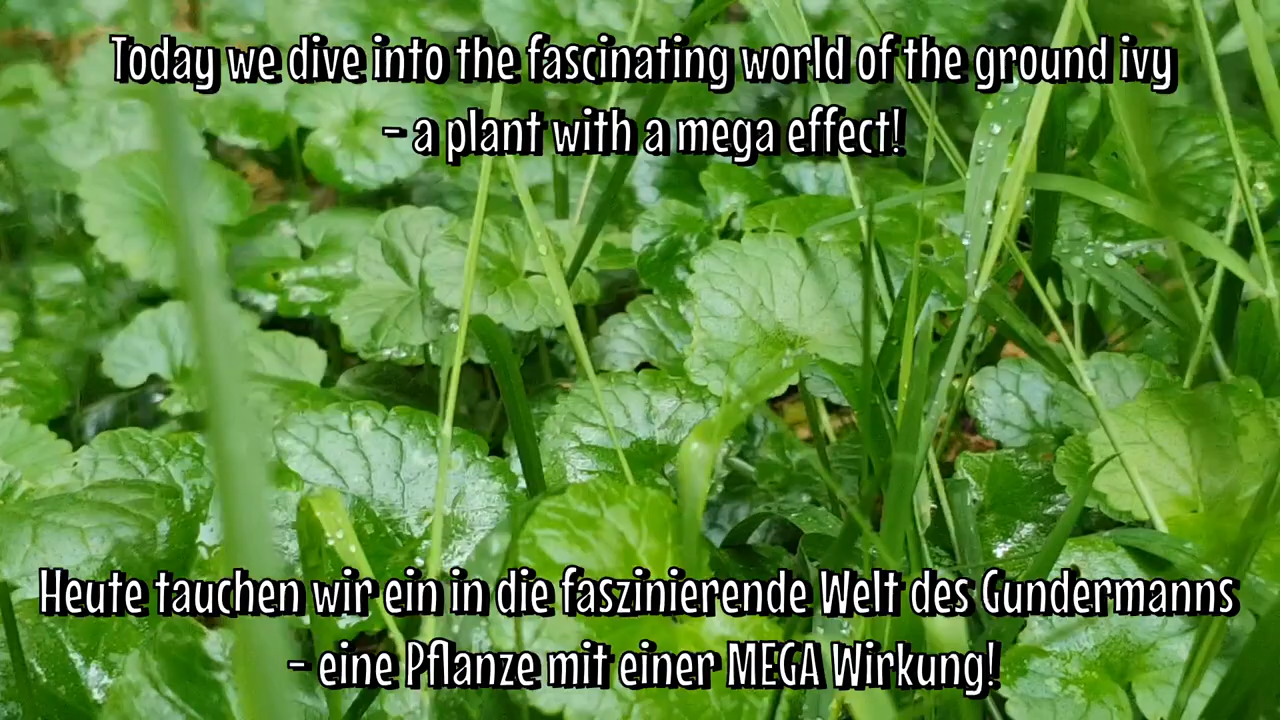 Today we dive into the fascinating world of the ground ivy
- a plant with a mega effect!
Heute tauchen wir ein in die faszinierende Welt des Gundermanns
- eine Pflanze mit einer MEGA Wirkung!